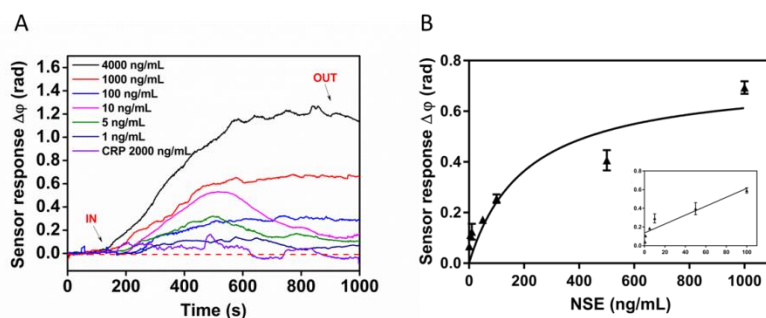 A
Sensor response Δφ (rad)
1.6
1.4
1.2
1.0
0.8
0.6
0.4
0.2
0.0
4000 ng/mL
1000 ng/mL
100 ng/mL
10 ng/mL
5 ng/mL
1 ng/mL
CRP 2000 ng/mL
IN
OUT
0 200 400 600 800 1000
Time (s)
B
Sensor response Δ φ (rad)
0.8
0.6
0.4
0.2
0.0
0 200 400 600 800 1000
NSE (ng/mL)
0.8
0.6
0.4
0.2
0.0
0 20 40 60 80 100